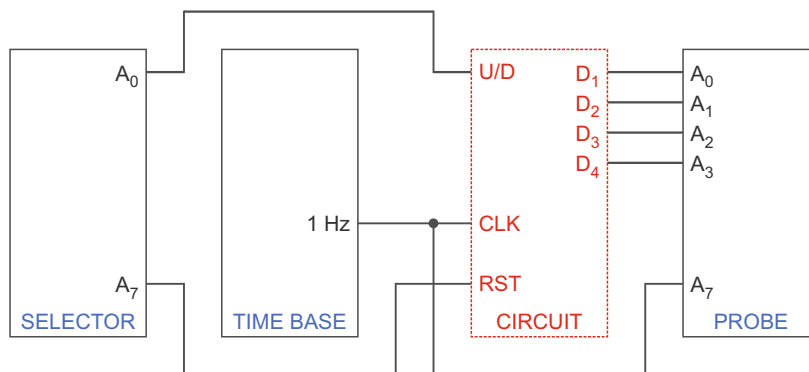 A₀
U/D
D₁
A₀
D₂
A₁
D₃
A₂
D₄
A₃
1 Hz
CLK
A₇
RST
A₇
SELECTOR
TIME BASE
CIRCUIT
PROBE